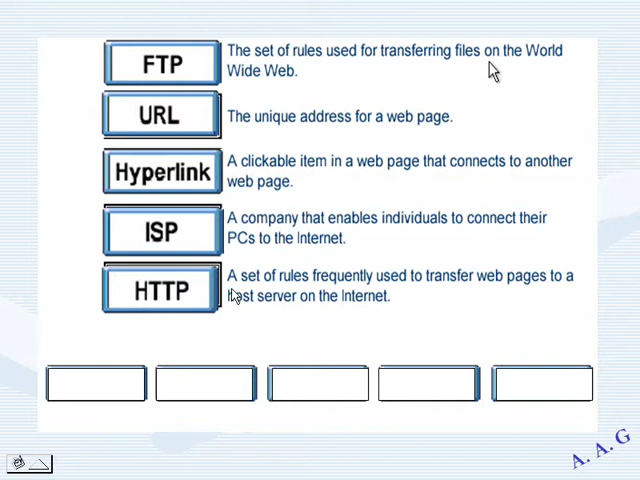 FTP
The set of rules used for transferring files on the World
Wide Web.
URL
The unique address for a web page.
Hyperlink
A clickable item in a web page that connects to another
web page.
ISP
A company that enables individuals to connect their
PCs to the Internet.
HTTP
A set of rules frequently used to transfer web pages to a
host server on the Internet.
A. A. G